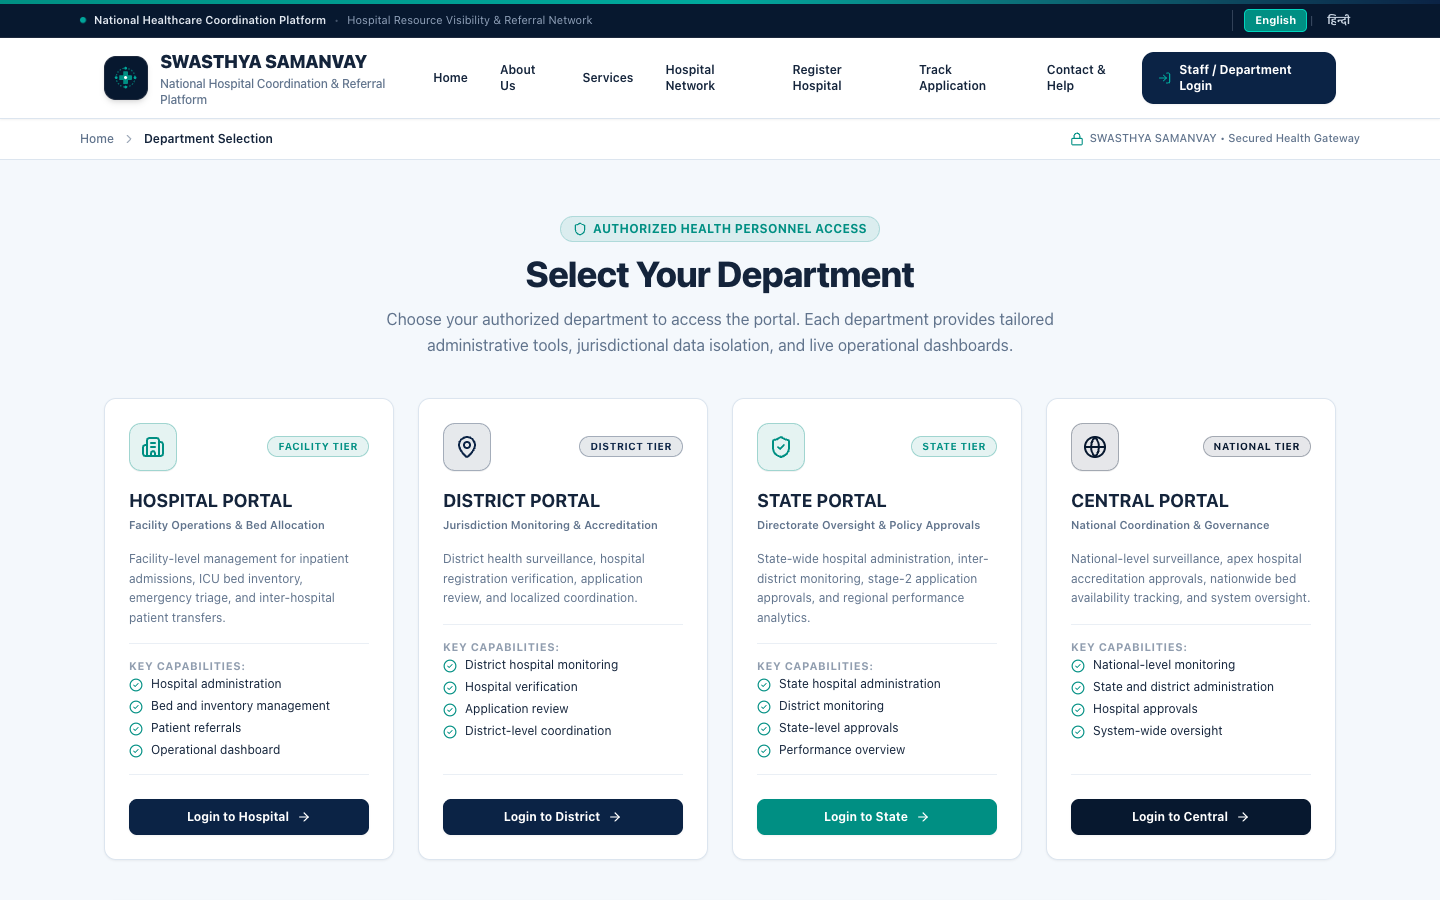 National Healthcare Coordination Platform · Hospital Resource Visibility & Referral Network
English
हिन्दी
SWASTHYA SAMANVAY
National Hospital Coordination & Referral
Platform
Home
About
Us
Services
Hospital
Network
Register
Hospital
Track
Application
Contact &
Help
Staff / Department
Login
Home
Department Selection
SWASTHYA SAMANVAY • Secured Health Gateway
AUTHORIZED HEALTH PERSONNEL ACCESS
Select Your Department
Choose your authorized department to access the portal. Each department provides tailored
administrative tools, jurisdictional data isolation, and live operational dashboards.
FACILITY TIER
HOSPITAL PORTAL
Facility Operations & Bed Allocation
Facility-level management for inpatient
admissions, ICU bed inventory,
emergency triage, and inter-hospital
patient transfers.
KEY CAPABILITIES:
Hospital administration
Bed and inventory management
Patient referrals
Operational dashboard
Login to Hospital
DISTRICT TIER
DISTRICT PORTAL
Jurisdiction Monitoring & Accreditation
District health surveillance, hospital
registration verification, application
review, and localized coordination.
KEY CAPABILITIES:
District hospital monitoring
Hospital verification
Application review
District-level coordination
Login to District
STATE TIER
STATE PORTAL
Directorate Oversight & Policy Approvals
State-wide hospital administration, inter-
district monitoring, stage-2 application
approvals, and regional performance
analytics.
KEY CAPABILITIES:
State hospital administration
District monitoring
State-level approvals
Performance overview
Login to State
NATIONAL TIER
CENTRAL PORTAL
National Coordination & Governance
National-level surveillance, apex hospital
accreditation approvals, nationwide bed
availability tracking, and system oversight.
KEY CAPABILITIES:
National-level monitoring
State and district administration
Hospital approvals
System-wide oversight
Login to Central